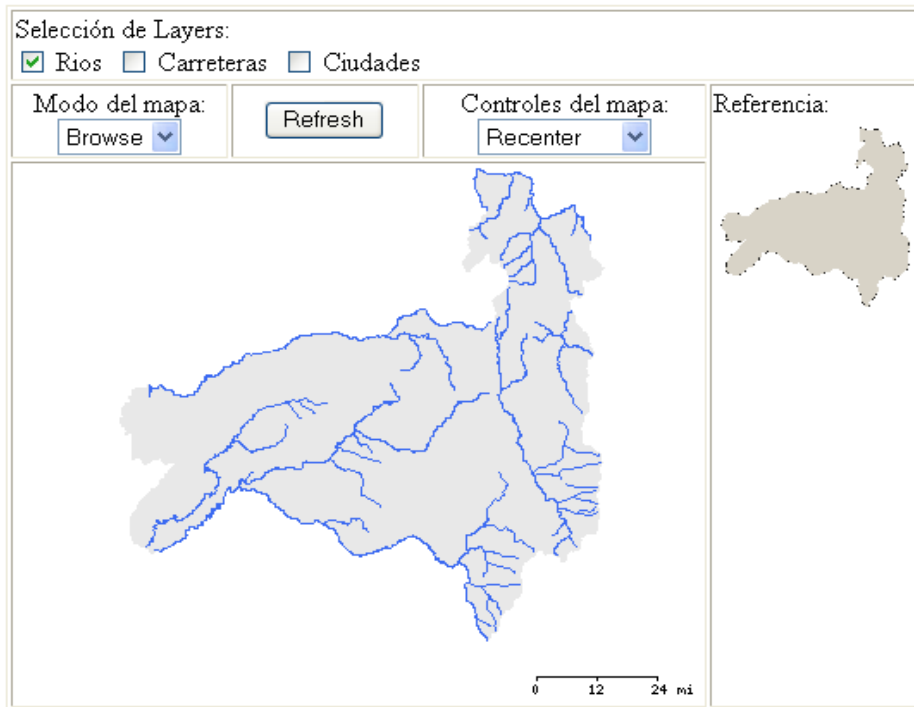 Selección de Layers:
Rios Carreteras Ciudades
Modo del mapa:
Browse
Refresh
Controles del mapa:
Recenter
Referencia:
0 12 24 mi